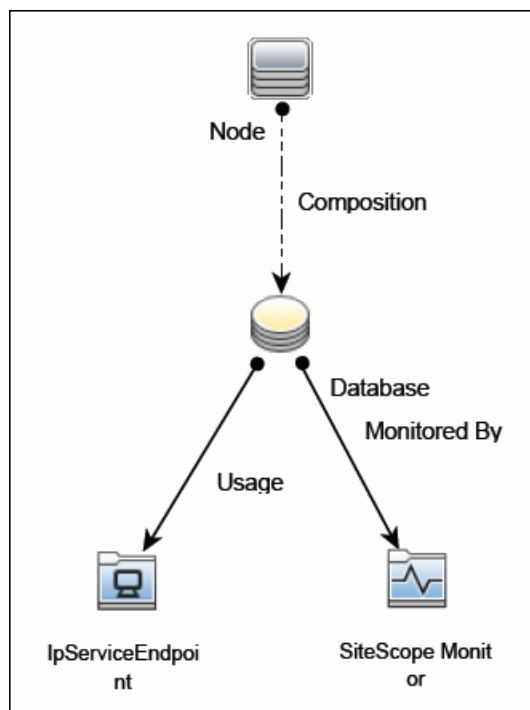 Node
Composition
Database
Monitored By
Usage
IpServiceEndpoi
nt
SiteScope Monit
or